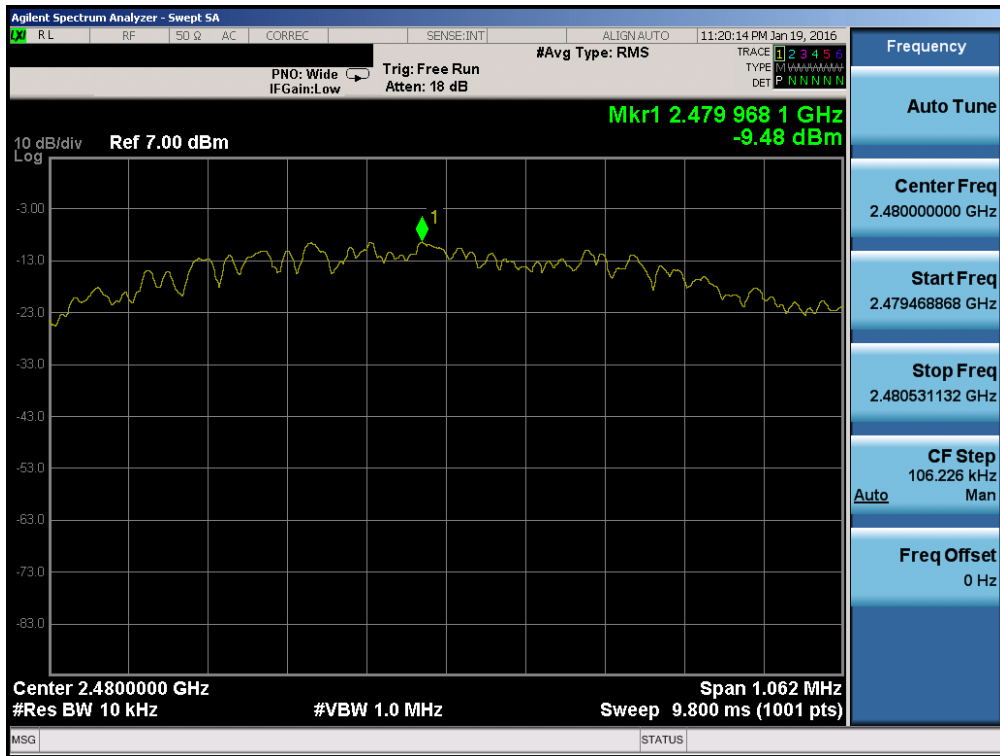 Agilent Spectrum Analyzer - Swept SA
LXI RL RF 50 Ω AC CORREC SENSE:INT ALIGN AUTO 11:20:14 PM Jan 19, 2016
#Avg Type: RMS TRACE 1 2 3 4 5 6
PNO: Wide Trig: Free Run TYPE M WWWWW
IFGain:Low Atten: 18 dB DET P N N N N N
Mkr1 2.479 968 1 GHz
-9.48 dBm
10 dB/div Ref 7.00 dBm
Log
1
-3.00
-13.0
-23.0
-33.0
-43.0
-53.0
-63.0
-73.0
-83.0
Center 2.4800000 GHz Span 1.062 MHz
#Res BW 10 kHz #VBW 1.0 MHz Sweep 9.800 ms (1001 pts)
MSG STATUS
Frequency
Auto Tune
Center Freq
2.480000000 GHz
Start Freq
2.479468868 GHz
Stop Freq
2.480531132 GHz
CF Step
106.226 kHz
Auto Man
Freq Offset
0 Hz